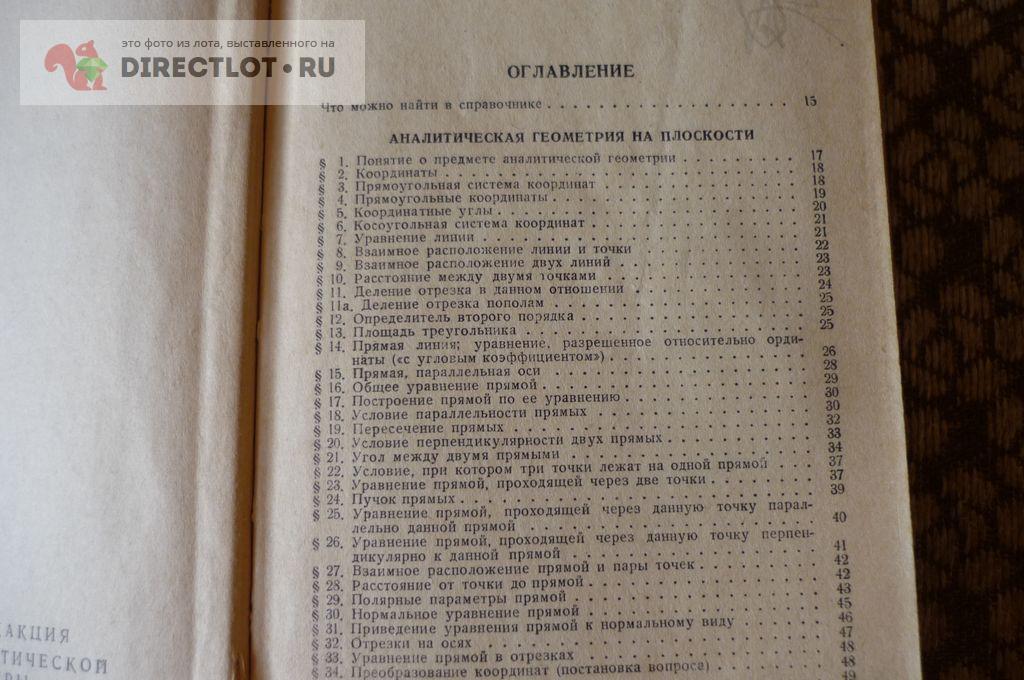 это фото из лота, выставленного на
DIRECTLOT•RU
ОГЛАВЛЕНИЕ
Что можно найти в справочнике . . . . . . . . . . . . . . . . 15
АНАЛИТИЧЕСКАЯ ГЕОМЕТРИЯ НА ПЛОСКОСТИ
§ 1. Понятие о предмете аналитической геометрии . . . . . . . . 17
§ 2. Координаты . . . . . . . . . . . . . . . . 18
§ 3. Прямоугольная система координат . . . . . . . . . . . . 18
§ 4. Прямоугольные координаты . . . . . . . . . . . . . . 19
§ 5. Координатные углы . . . . . . . . . . . . . . . . 20
§ 6. Косоугольная система координат . . . . . . . . . . . . 21
§ 7. Уравнение линии . . . . . . . . . . . . . . . . 21
§ 8. Взаимное расположение линии и точки . . . . . . . . . . 22
§ 9. Взаимное расположение двух линий . . . . . . . . . . . 23
§ 10. Расстояние между двумя точками . . . . . . . . . . . . 23
§ 11. Деление отрезка в данном отношении . . . . . . . . . . 24
§ 11а. Деление отрезка пополам . . . . . . . . . . . . . . 25
§ 12. Определитель второго порядка . . . . . . . . . . . . . 25
§ 13. Площадь треугольника . . . . . . . . . . . . . . . . 25
§ 14. Прямая линия; уравнение, разрешенное относительно орди-
наты («с угловым коэффициентом») . . . . . . . . . . . . 26
§ 15. Прямая, параллельная оси . . . . . . . . . . . . . . . 28
§ 16. Общее уравнение прямой . . . . . . . . . . . . . . . 29
§ 17. Построение прямой по ее уравнению . . . . . . . . . . . 30
§ 18. Условие параллельности прямых . . . . . . . . . . . . 30
§ 19. Пересечение прямых . . . . . . . . . . . . . . . . 32
§ 20. Условие перпендикулярности двух прямых . . . . . . . . . 33
§ 21. Угол между двумя прямыми . . . . . . . . . . . . . . 34
§ 22. Условие, при котором три точки лежат на одной прямой . . . 37
§ 23. Уравнение прямой, проходящей через две точки . . . . . . . 37
§ 24. Пучок прямых . . . . . . . . . . . . . . . . 39
§ 25. Уравнение прямой, проходящей через данную точку парал-
лельно данной прямой . . . . . . . . . . . . . . . . 40
§ 26. Уравнение прямой, проходящей через данную точку перпен-
дикулярно к данной прямой . . . . . . . . . . . . . . 41
§ 27. Взаимное расположение прямой и пары точек . . . . . . . . 42
§ 28. Расстояние от точки до прямой . . . . . . . . . . . . . 42
§ 29. Полярные параметры прямой . . . . . . . . . . . . . . 43
§ 30. Нормальное уравнение прямой . . . . . . . . . . . . . 45
§ 31. Приведение уравнения прямой к нормальному виду . . . . . . 46
§ 32. Отрезки на осях . . . . . . . . . . . . . . . . 47
§ 33. Уравнение прямой в отрезках . . . . . . . . . . . . . 48
§ 34. Преобразование координат (постановка вопроса) . . . . . . . 48
49
АКЦИЯ
ТИЧЕСКОЙ